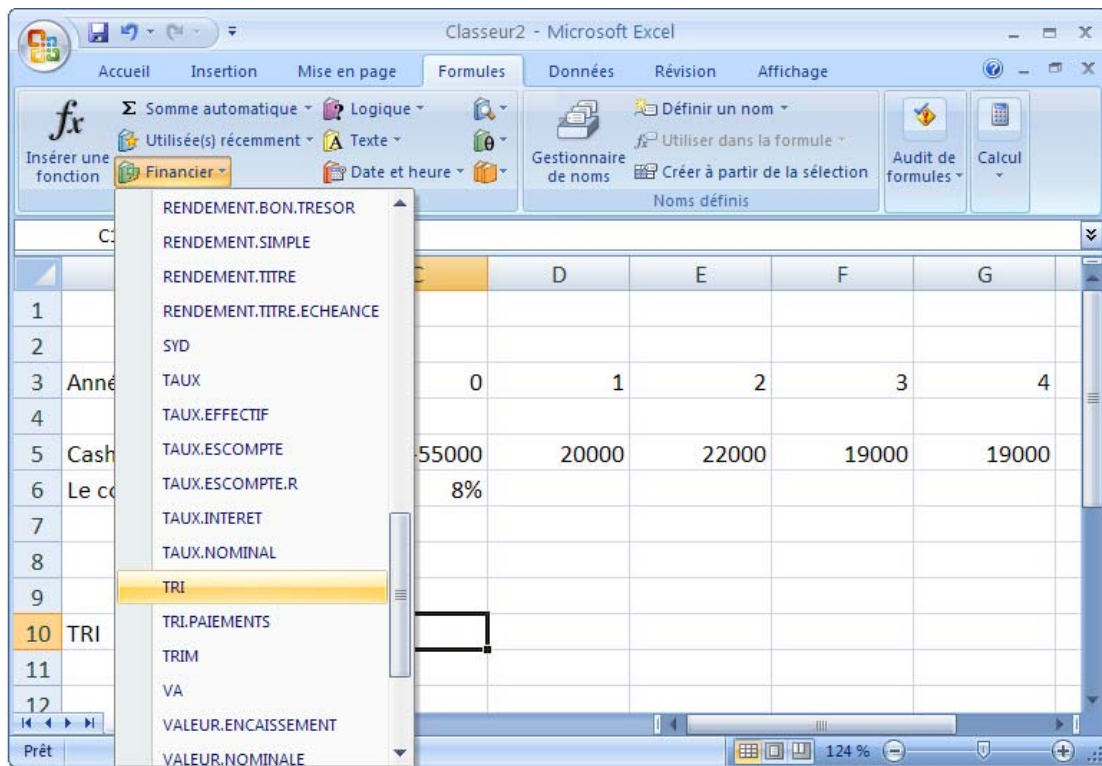 Classeur2 - Microsoft Excel
Accueil Insertion Mise en page Formules Données Révision Affichage
fx Σ Somme automatique Logique Définir un nom
Utilisée(s) récemment A Texte θ fx Utiliser dans la formule
Insérer une fonction Financier Date et heure Gestionnaire de noms Créer à partir de la sélection Audit de formules Calcul
Noms définis
RENDEMENT.BON.TRESOR
RENDEMENT.SIMPLE
RENDEMENT.TITRE
RENDEMENT.TITRE.ECHEANCE
SYD
TAUX
TAUX.EFFECTIF
TAUX.ESCOMPTE
TAUX.ESCOMPTE.R
TAUX.INTERET
TAUX.NOMINAL
TRI
TRI.PAIEMENTS
TRIM
VA
VALEUR.ENCAISSEMENT
VALEUR.NOMINALE
D E F G
1
2
3 Anné 0 1 2 3 4
4
5 Cash -55000 20000 22000 19000 19000
6 Le co 8%
7
8
9
10 TRI
11
12
Prêt 124 %